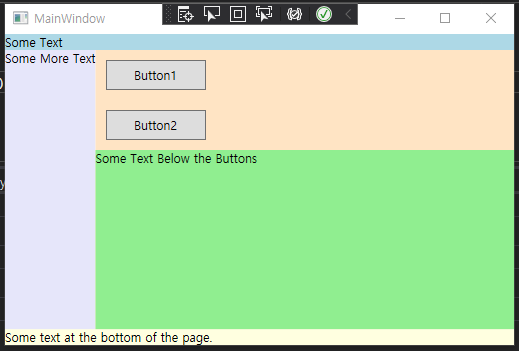 MainWindow
Some Text
Some More Text
Button1
Button2
Some Text Below the Buttons
Some text at the bottom of the page.